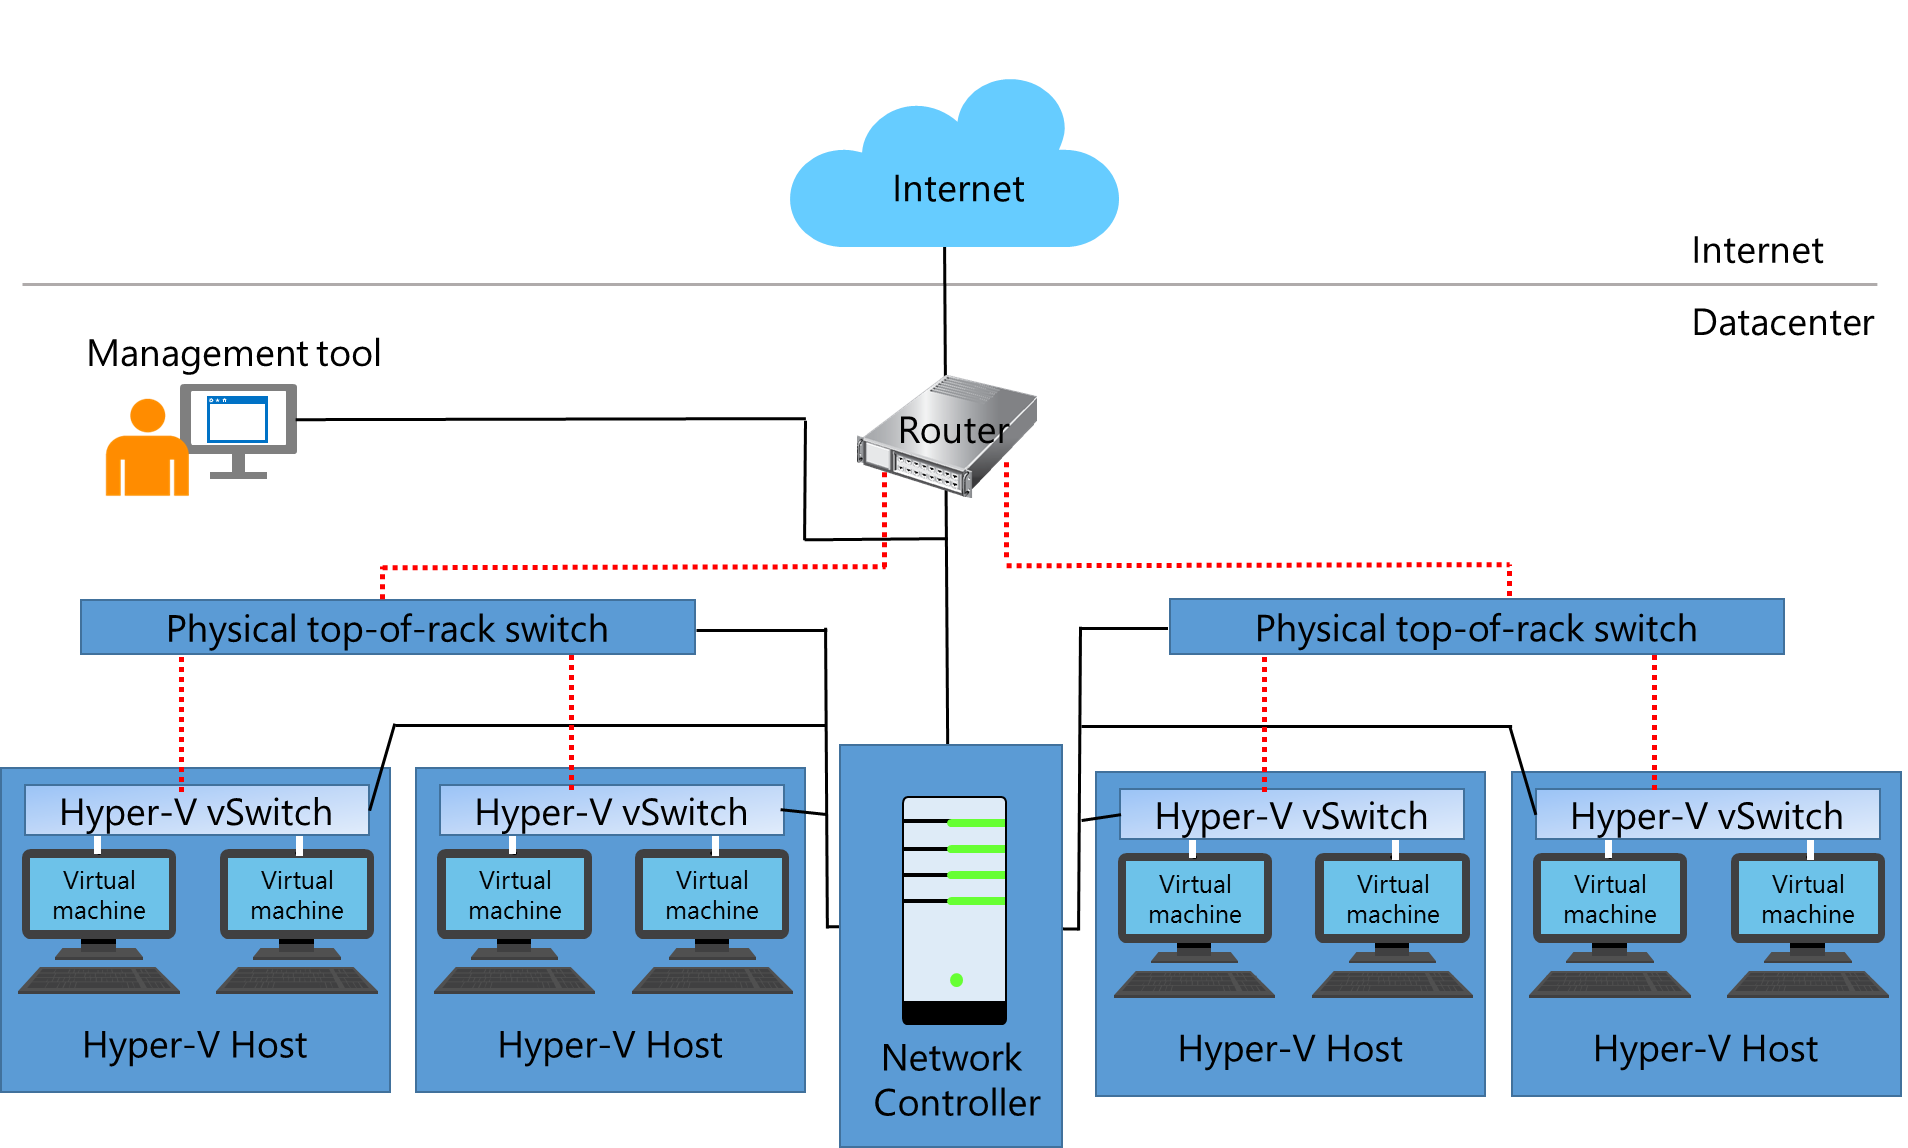 Internet
Internet
Datacenter
Management tool
Router
Physical top-of-rack switch
Physical top-of-rack switch
Hyper-V vSwitch
Hyper-V vSwitch
Hyper-V vSwitch
Hyper-V vSwitch
Virtual
machine
Virtual
machine
Virtual
machine
Virtual
machine
Virtual
machine
Virtual
machine
Virtual
machine
Virtual
machine
Hyper-V Host
Hyper-V Host
Network
Controller
Hyper-V Host
Hyper-V Host